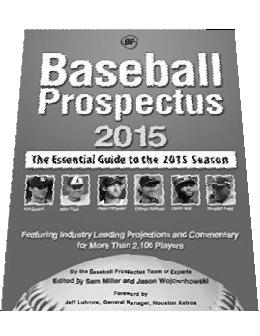 BP
Baseball
Prospectus
2015
The Essential Guide to the 2015 Season
Featuring Industry Leading Projections and Commentary
for More Than 2,100 Players
By the Baseball Prospectus Team of Experts
Edited by Sam Miller and Jason Wojciechowski
Foreword by
Jeff Luhnow, General Manager, Houston Astros